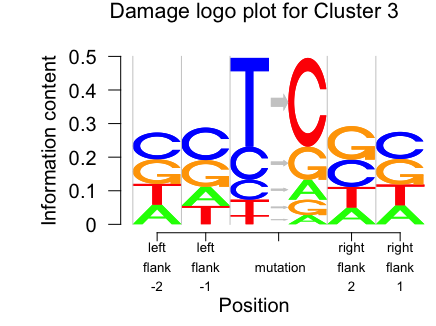 Damage logo plot for Cluster 3
Information content
0.5
0.4
0.3
0.2
0.1
0
C G T A
C G A T
T C C T T
C G A G A
G C T A
C G T A
left flank -2
left flank -1
mutation
right flank 2
right flank 1
Position